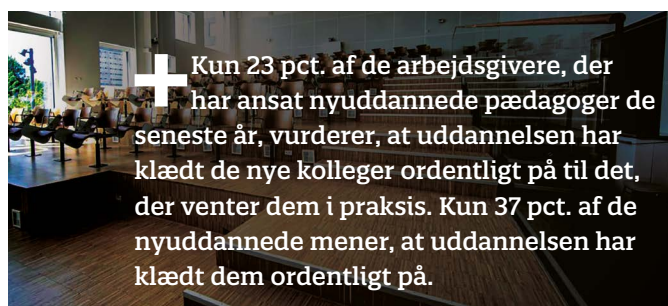 Kun 23 pct. af de arbejdsgivere, der
har ansat nyuddannede pædagoger de
seneste år, vurderer, at uddannelsen har
klædt de nye kolleger ordentligt på til det,
der venter dem i praksis. Kun 37 pct. af de
nyuddannede mener, at uddannelsen har
klædt dem ordentligt på.